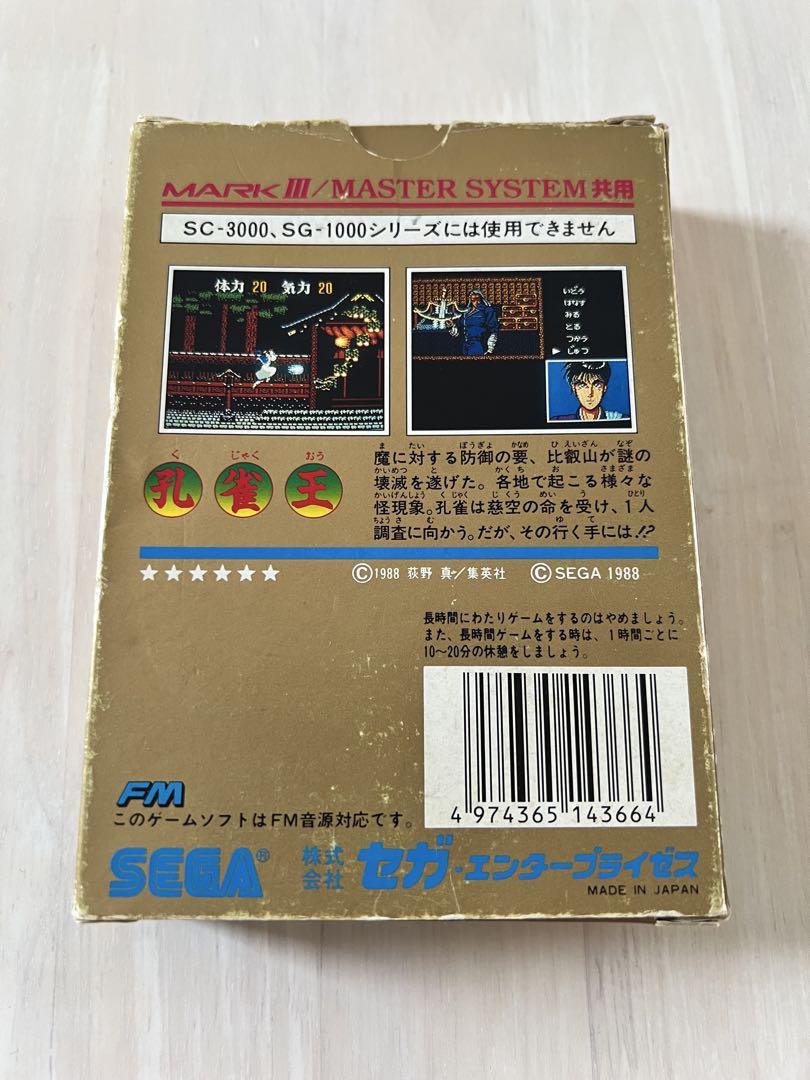 MARK III/MASTER SYSTEM共用
SC-3000、SG-1000シリーズには使用できません
体力 20 気力 20
いどう
はなす
みる
とる
つかう
▶ じゅつ
く じゃく おう
孔 雀 王
ま たい ぼうぎょ かなめ ひ えいざん なぞ
魔に対する防御の要、比叡山が謎の
かいめつ と かくち お さまざま
壊滅を遂げた。各地で起こる様々な
かいげんしょう くじゃく じくう めい う ひとり
怪現象。孔雀は慈空の命を受け、1人
ちょうさ む ゆ て
調査に向かう。だが、その行く手には!?
★★★★★★ ©1988 荻野 真/集英社 ©SEGA 1988
長時間にわたりゲームをするのはやめましょう。
また、長時間ゲームをする時は、1時間ごとに
10〜20分の休憩をしましょう。
4 974365 143664
FM
このゲームソフトはFM音源対応です。
SEGA® 株式会社 セガ・エンタープライゼス
MADE IN JAPAN